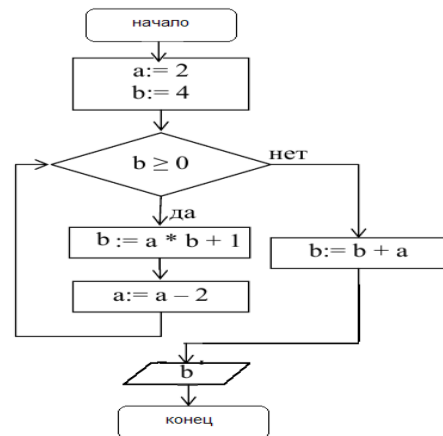 начало
a:= 2
b:= 4
b ≥ 0
нет
да
b := a * b + 1
b:= b + a
a:= a – 2
b
конец